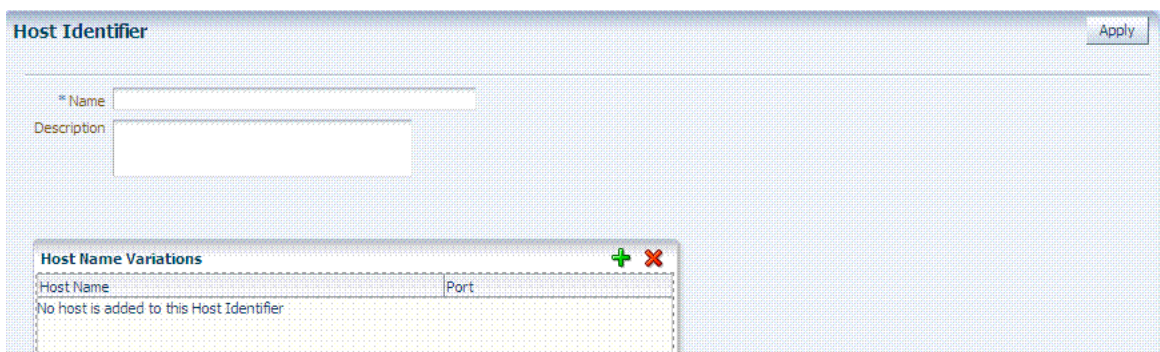 Host Identifier
Apply
* Name
Description
Host Name Variations
Host Name Port
No host is added to this Host Identifier